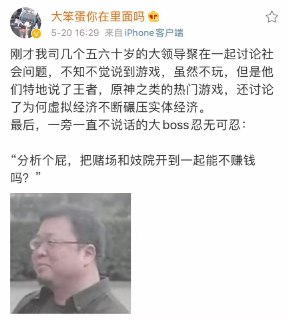 大笨蛋你在里面吗
5-20 16:29 来自iPhone客户端
刚才我司几个五六十岁的大领导聚在一起讨论社
会问题，不知不觉说到游戏，虽然不玩，但是他
们特地说了王者，原神之类的热门游戏，还讨论
了为何虚拟经济不断碾压实体经济。
最后，一旁一直不说话的大boss忍无可忍：
“分析个屁，把赌场和妓院开到一起能不赚钱
吗？”